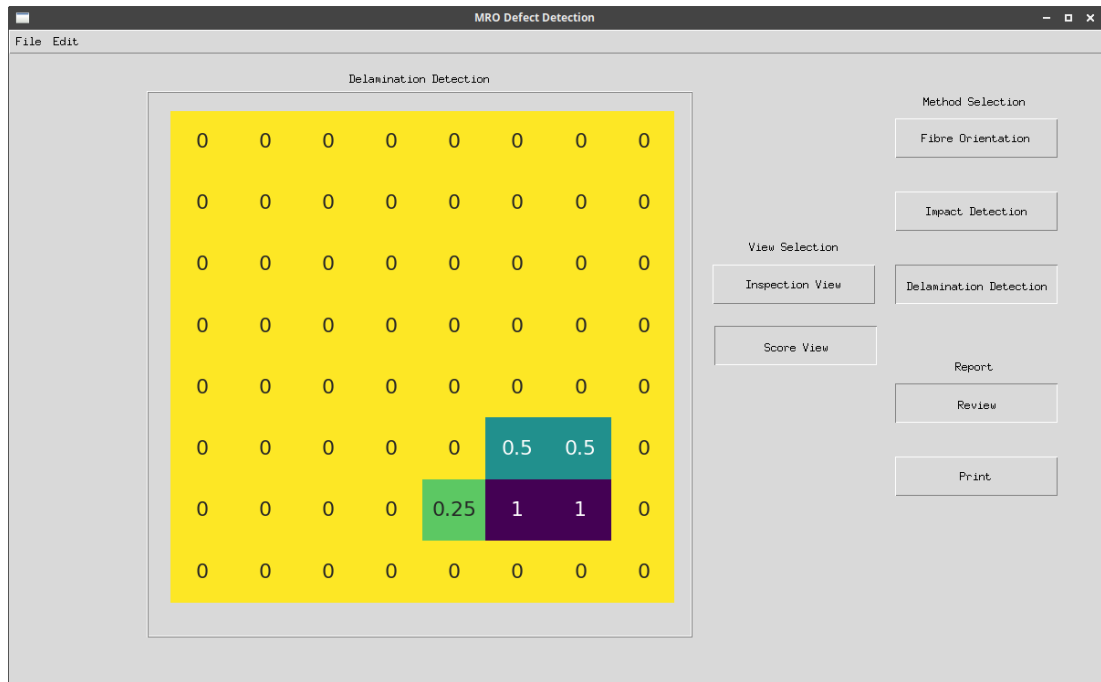 MRO Defect Detection
File Edit
Delamination Detection
0 0 0 0 0 0 0 0
0 0 0 0 0 0 0 0
0 0 0 0 0 0 0 0
0 0 0 0 0 0 0 0
0 0 0 0 0 0 0 0
0 0 0 0 0 0.5 0.5 0
0 0 0 0 0.25 1 1 0
0 0 0 0 0 0 0 0
View Selection
Inspection View
Score View
Method Selection
Fibre Orientation
Impact Detection
Delamination Detection
Report
Review
Print